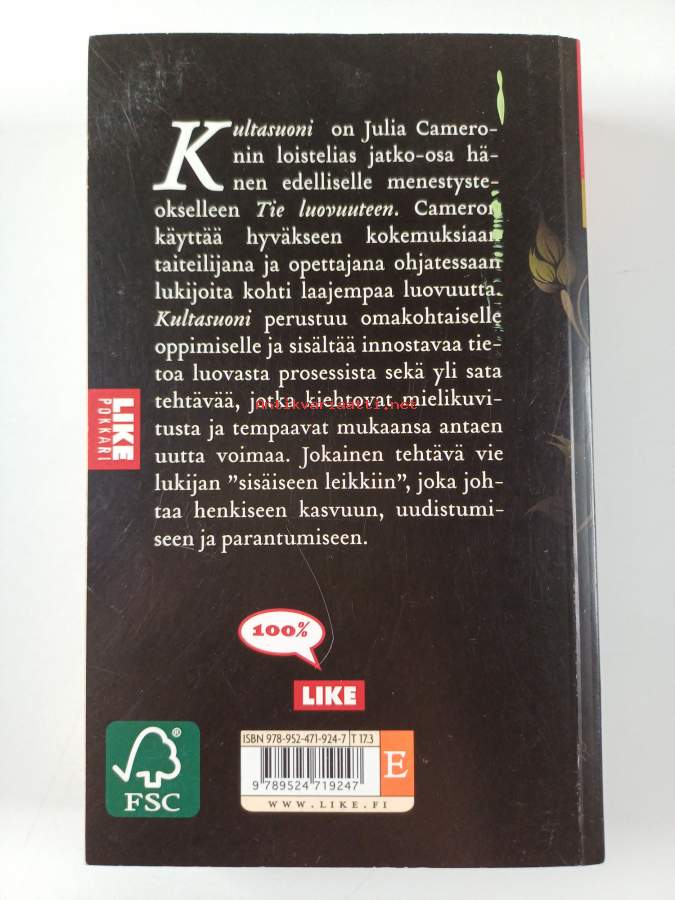 Kultasuoni on Julia Camero-
nin loistelias jatko-osa hä-
nen edelliselle menestyste-
okselleen Tie luovuuteen. Cameron
käyttää hyväkseen kokemuksiaan
taiteilijana ja opettajana ohjatessaan
lukijoita kohti laajempaa luovuutta.
Kultasuoni perustuu omakohtaiselle
oppimiselle ja sisältää innostavaa tie-
toa luovasta prosessista sekä yli sata
tehtävää, jotka kiehtovat mielikuvi-
antikvariaatti.net
tusta ja tempaavat mukaansa antaen
uutta voimaa. Jokainen tehtävä vie
lukijan ”sisäiseen leikkiin”, joka joh-
taa henkiseen kasvuun, uudistumi-
seen ja parantumiseen.
LIKE
POKKARI
100%
LIKE
FSC
®
ISBN 978-952-471-924-7 T 17.3
9 789524 719247
E
WWW.LIKE.FI